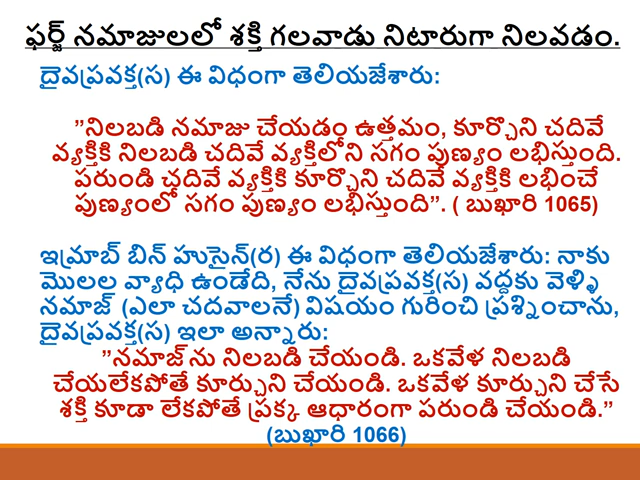 ఫర్జ్ నమాజులలో శక్తి గలవాడు నిటారుగా నిలవడం.
దైవప్రవక్త(స) ఈ విధంగా తెలియజేశారు:
”నిలబడి నమాజు చేయడం ఉత్తమం, కూర్చొని చదివే
వ్యక్తికి నిలబడి చదివే వ్యక్తిలోని సగం పుణ్యం లభిస్తుంది.
పరుండి చదివే వ్యక్తికి కూర్చొని చదివే వ్యక్తికి లభించే
పుణ్యంలో సగం పుణ్యం లభిస్తుంది”. ( బుఖారి 1065)
ఇమ్రాబ్ బిన్ హుసైన్(ర) ఈ విధంగా తెలియజేశారు: నాకు
మొలల వ్యాధి ఉండేది, నేను దైవప్రవక్త(స) వద్దకు వెళ్ళి
నమాజ్ (ఎలా చదవాలనే) విషయం గురించి ప్రశ్నించాను,
దైవప్రవక్త(స) ఇలా అన్నారు:
”నమాజ్‌ను నిలబడి చేయండి. ఒకవేళ నిలబడి
చేయలేకపోతే కూర్చుని చేయండి. ఒకవేళ కూర్చుని చేసే
శక్తి కూడా లేకపోతే ప్రక్క ఆధారంగా పరుండి చేయండి.”
(బుఖారి 1066)